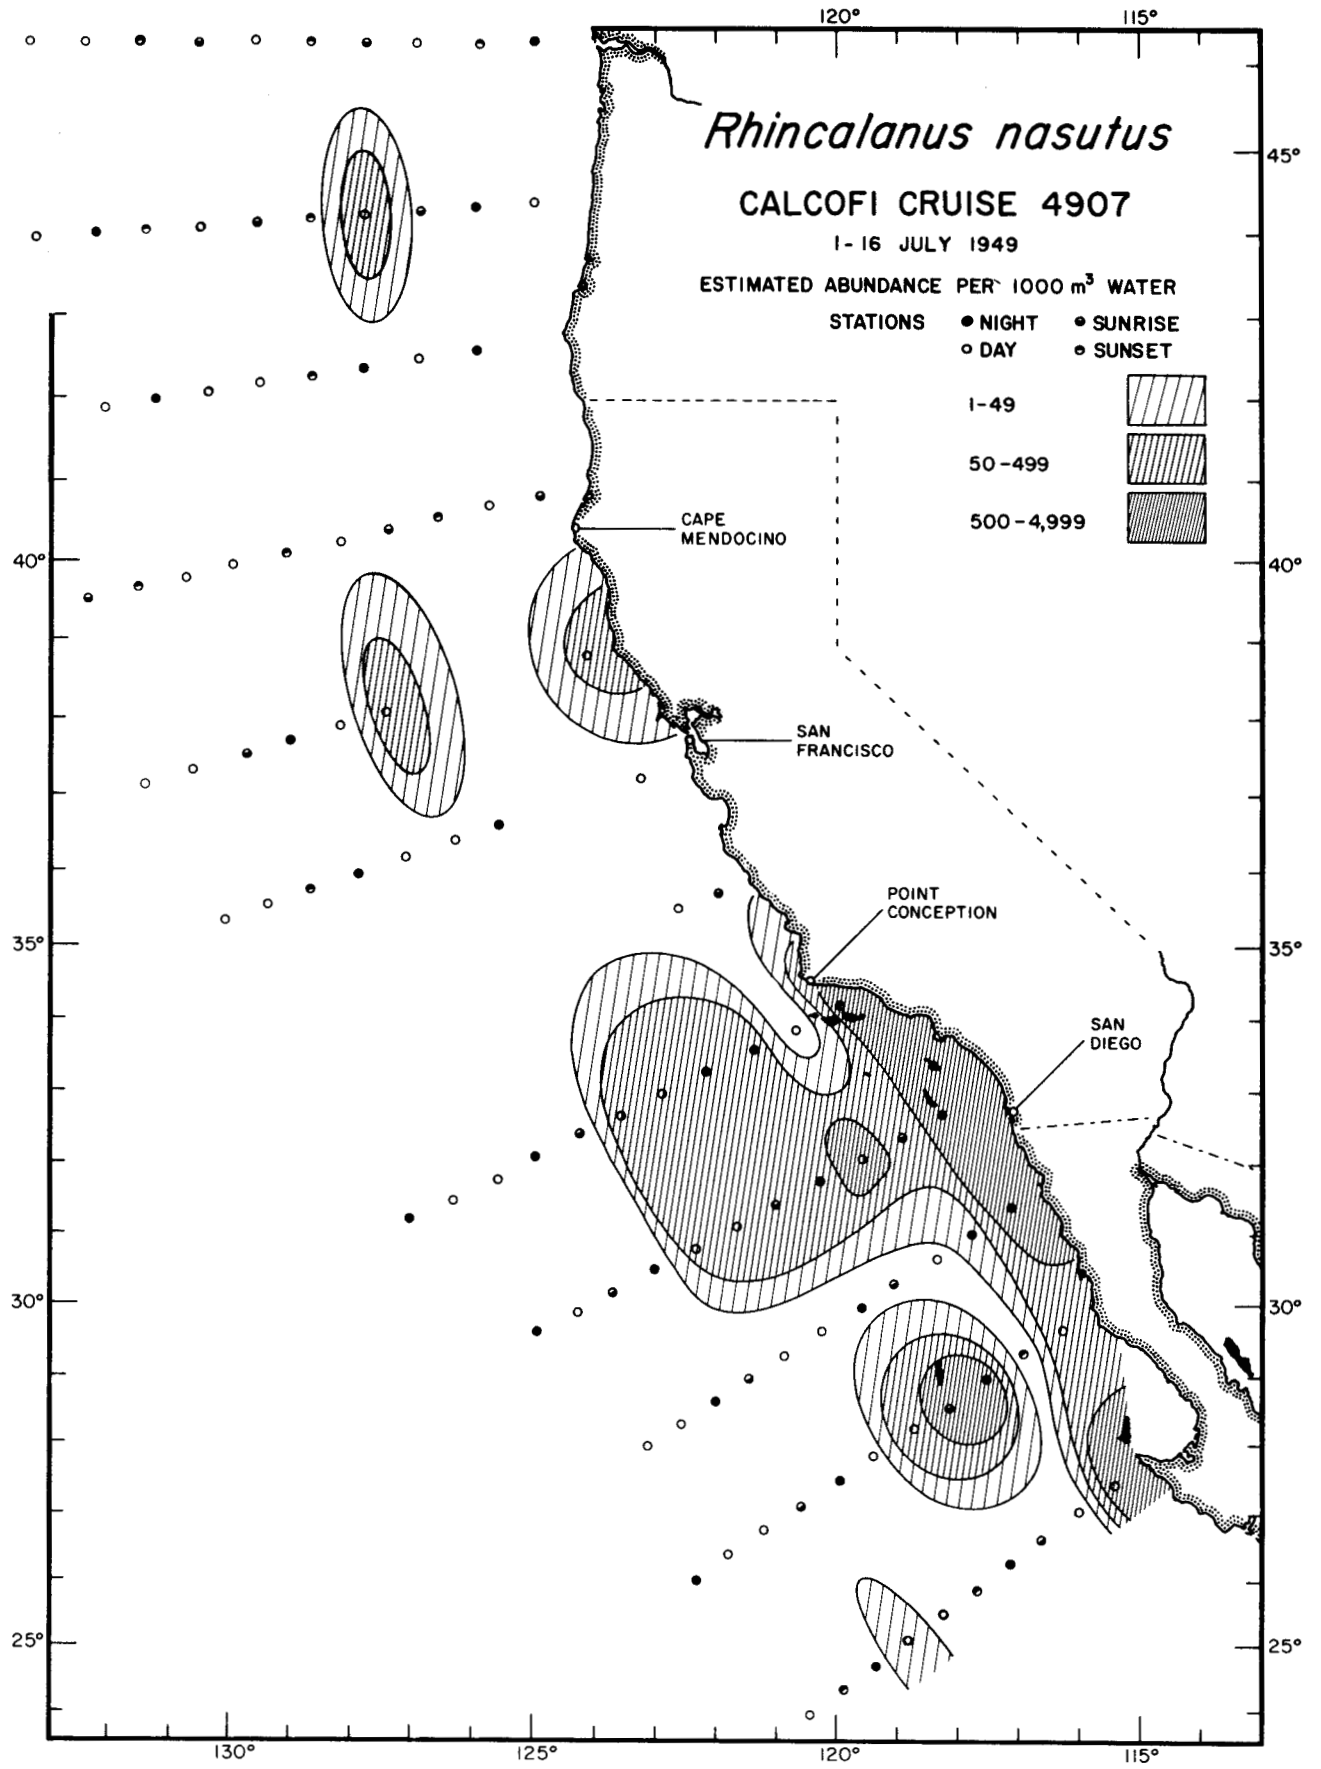 120°
115°
Rhincalanus nasutus
45°
CALCOFI CRUISE 4907
1-16 JULY 1949
ESTIMATED ABUNDANCE PER 1000 m³ WATER
STATIONS ● NIGHT ◓ SUNRISE
○ DAY ◒ SUNSET
1-49
50-499
500-4,999
CAPE
MENDOCINO
40°
40°
SAN
FRANCISCO
POINT
CONCEPTION
35°
35°
SAN
DIEGO
30°
30°
25°
25°
130°
125°
120°
115°